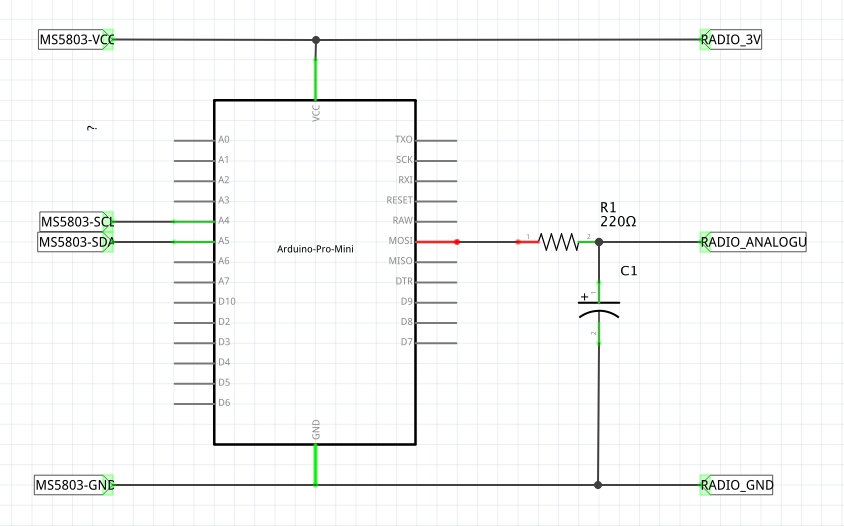 MS5803-VCC
RADIO_3V
VCC
?
A0
TXO
A1
SCK
A2
RXI
A3
RESET
MS5803-SCL
A4
RAW
R1
220Ω
MS5803-SDA
A5
MOSI
1
2
RADIO_ANALOGU
Arduino-Pro-Mini
A6
MISO
A7
DTR
C1
D10
D9
+
1
D2
D8
D3
D7
2
D4
D5
D6
GND
MS5803-GND
RADIO_GND